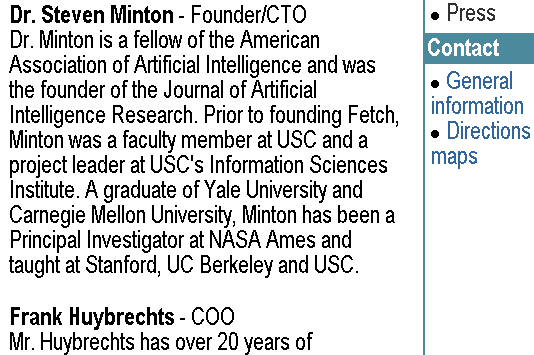 Dr. Steven Minton - Founder/CTO
Dr. Minton is a fellow of the American
Association of Artificial Intelligence and was
the founder of the Journal of Artificial
Intelligence Research. Prior to founding Fetch,
Minton was a faculty member at USC and a
project leader at USC's Information Sciences
Institute. A graduate of Yale University and
Carnegie Mellon University, Minton has been a
Principal Investigator at NASA Ames and
taught at Stanford, UC Berkeley and USC.
Frank Huybrechts - COO
Mr. Huybrechts has over 20 years of
• Press
Contact
• General
information
• Directions
maps